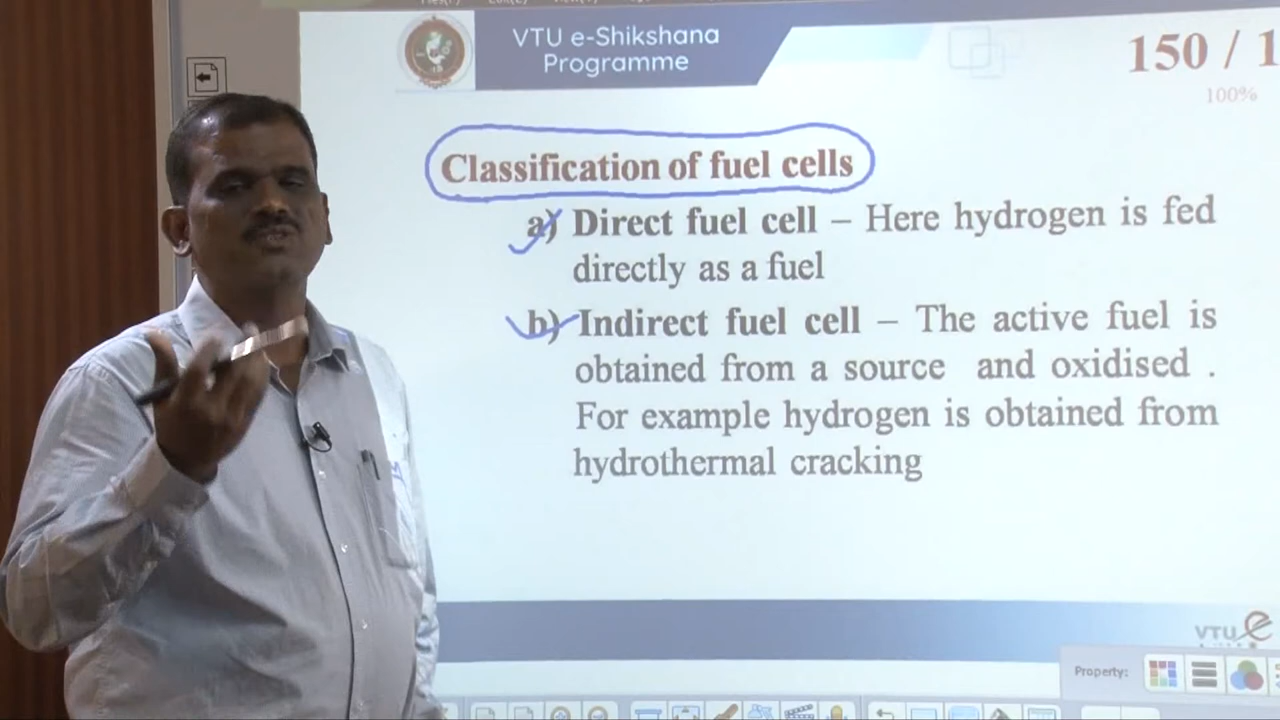 VTU e-Shikshana
Programme
150 / 1
100%
Classification of fuel cells
a) Direct fuel cell – Here hydrogen is fed
directly as a fuel
b) Indirect fuel cell – The active fuel is
obtained from a source and oxidised .
For example hydrogen is obtained from
hydrothermal cracking
VTU e
Property: